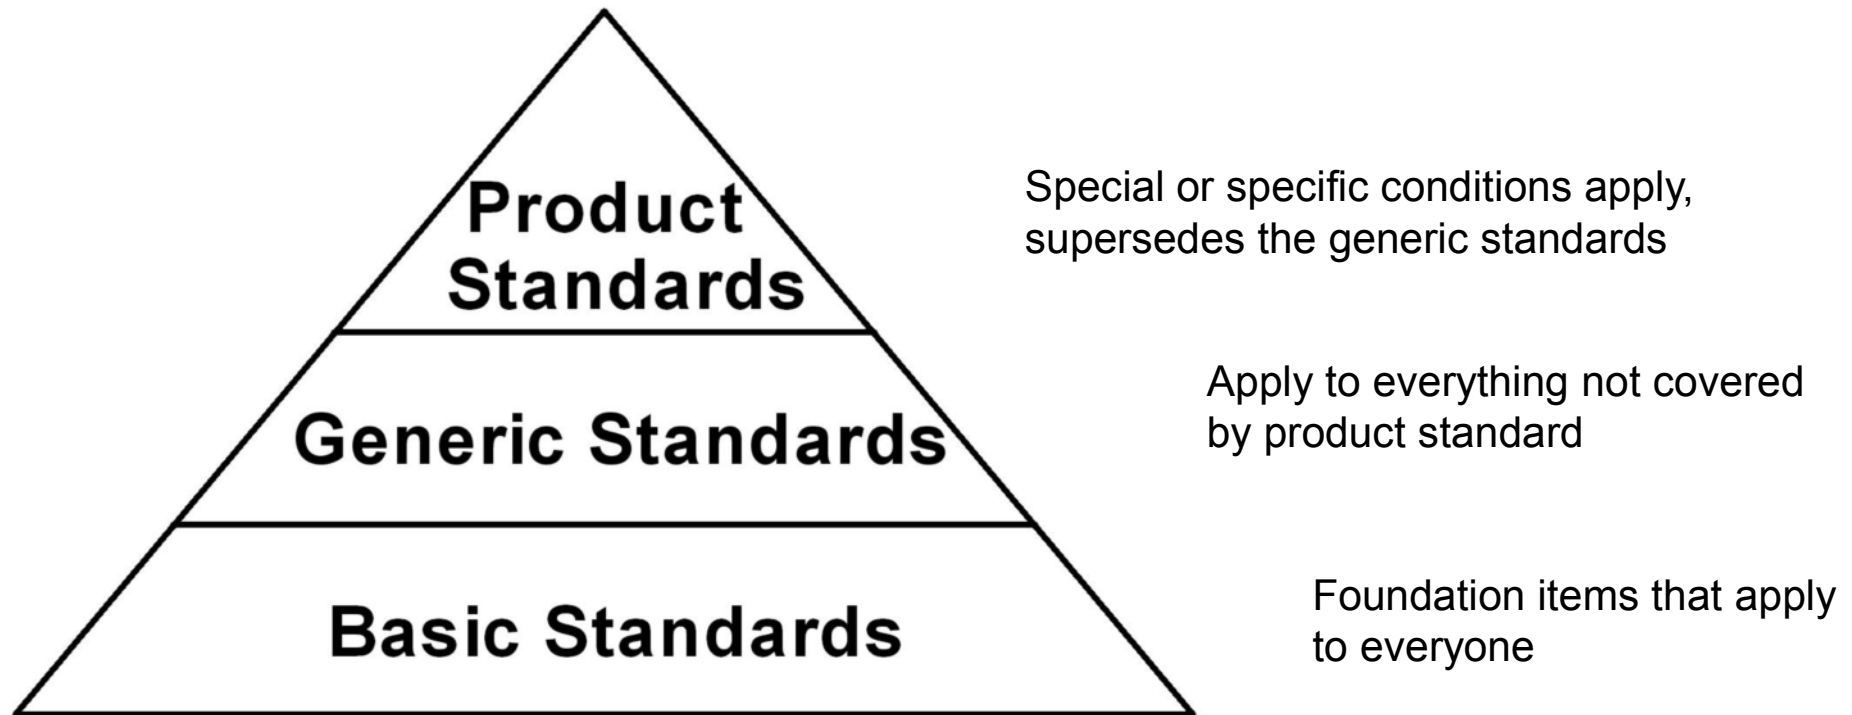 Product
Standards
Special or specific conditions apply,
supersedes the generic standards
Generic Standards
Apply to everything not covered
by product standard
Basic Standards
Foundation items that apply
to everyone